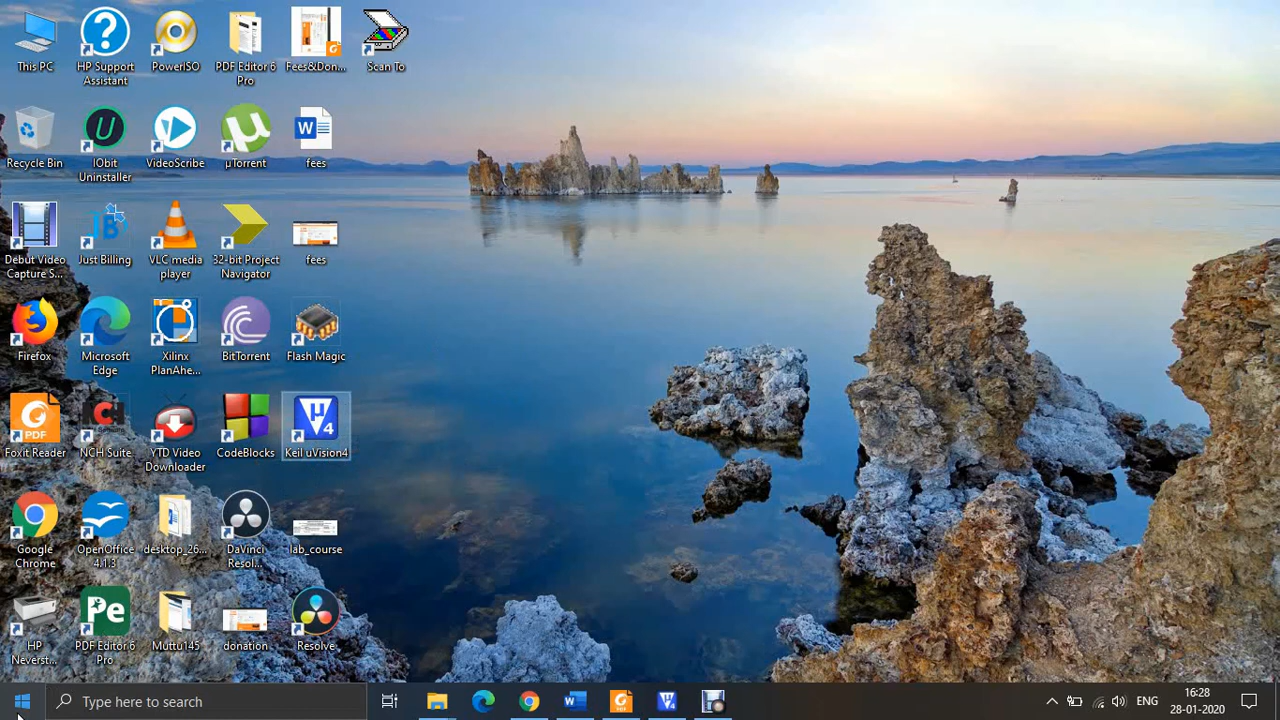 This PC
HP Support
Assistant
PowerISO
PDF Editor 6
Pro
Fees&Don...
Scan To
Recycle Bin
IObit
Uninstaller
VideoScribe
µTorrent
fees
Debut Video
Capture S...
Just Billing
VLC media
player
32-bit Project
Navigator
fees
Firefox
Microsoft
Edge
Xilinx
PlanAhe...
BitTorrent
Flash Magic
PDF
Foxit Reader
NCH
NCH Suite
YTD Video
Downloader
CodeBlocks
µ
4
Keil uVision4
Google
Chrome
OpenOffice
4.1.3
desktop_26...
DaVinci
Resol...
lab_course
HP
Neverst...
Pe
PDF Editor 6
Pro
Muttu145
donation
Resolve
Type here to search
ENG
16:28
28-01-2020